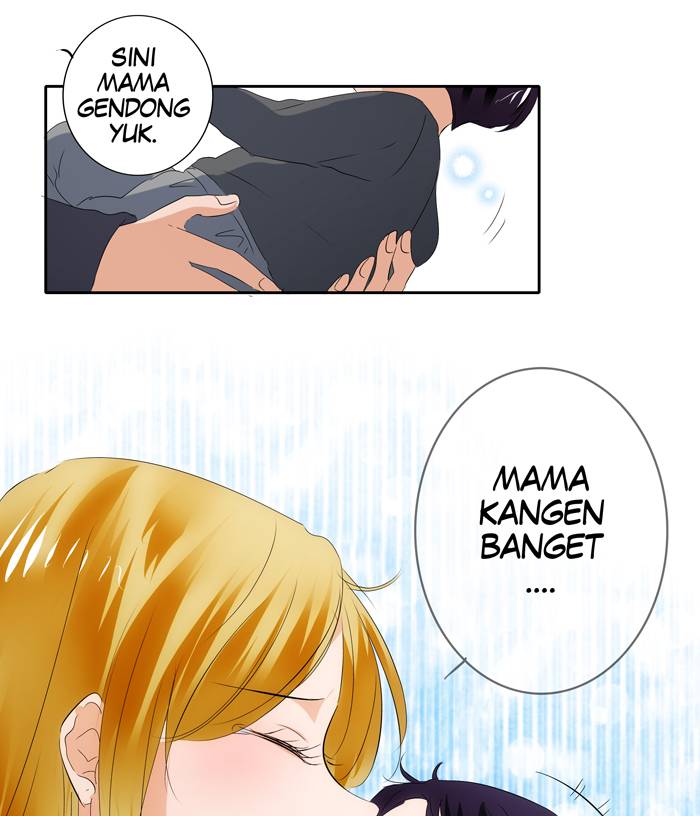 SINI
MAMA
GENDONG
YUK.
MAMA
KANGEN
BANGET
....